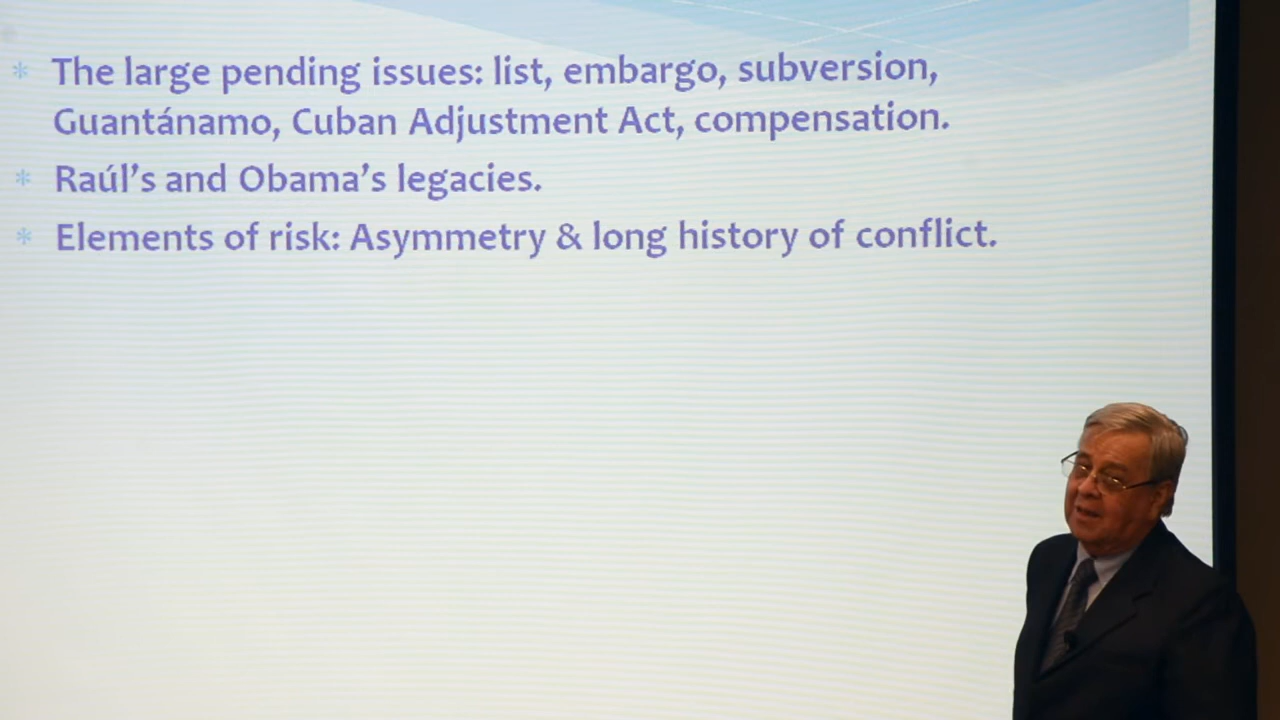 * The large pending issues: list, embargo, subversion,
Guantánamo, Cuban Adjustment Act, compensation.
* Raúl’s and Obama’s legacies.
* Elements of risk: Asymmetry & long history of conflict.